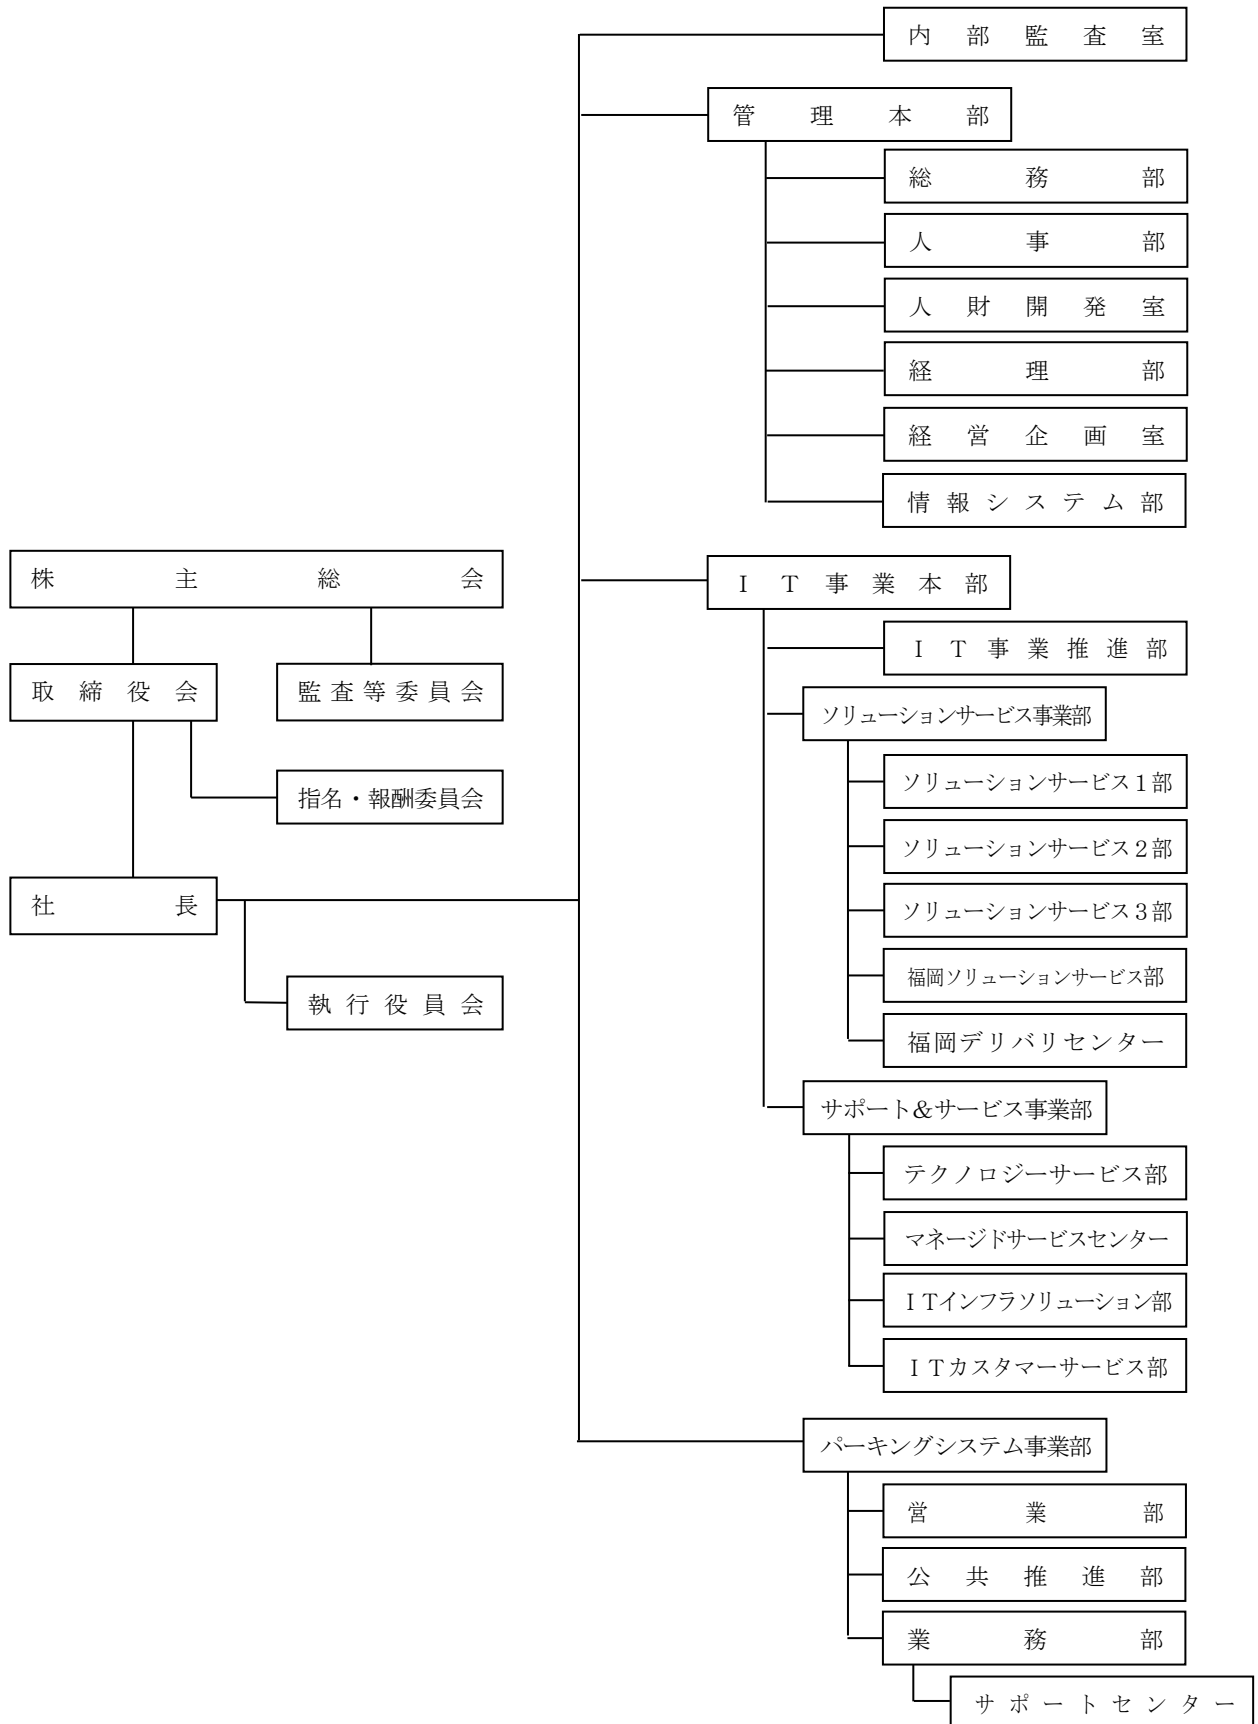 内部監査室
管理本部
総務部
人事部
人財開発室
経理部
経営企画室
情報システム部
株主総会
取締役会
監査等委員会
指名・報酬委員会
社長
執行役員会
ＩＴ事業本部
ＩＴ事業推進部
ソリューションサービス事業部
ソリューションサービス１部
ソリューションサービス２部
ソリューションサービス３部
福岡ソリューションサービス部
福岡デリバリセンター
サポート＆サービス事業部
テクノロジーサービス部
マネージドサービスセンター
ＩＴインフラソリューション部
ＩＴカスタマーサービス部
パーキングシステム事業部
営業部
公共推進部
業務部
サポートセンター